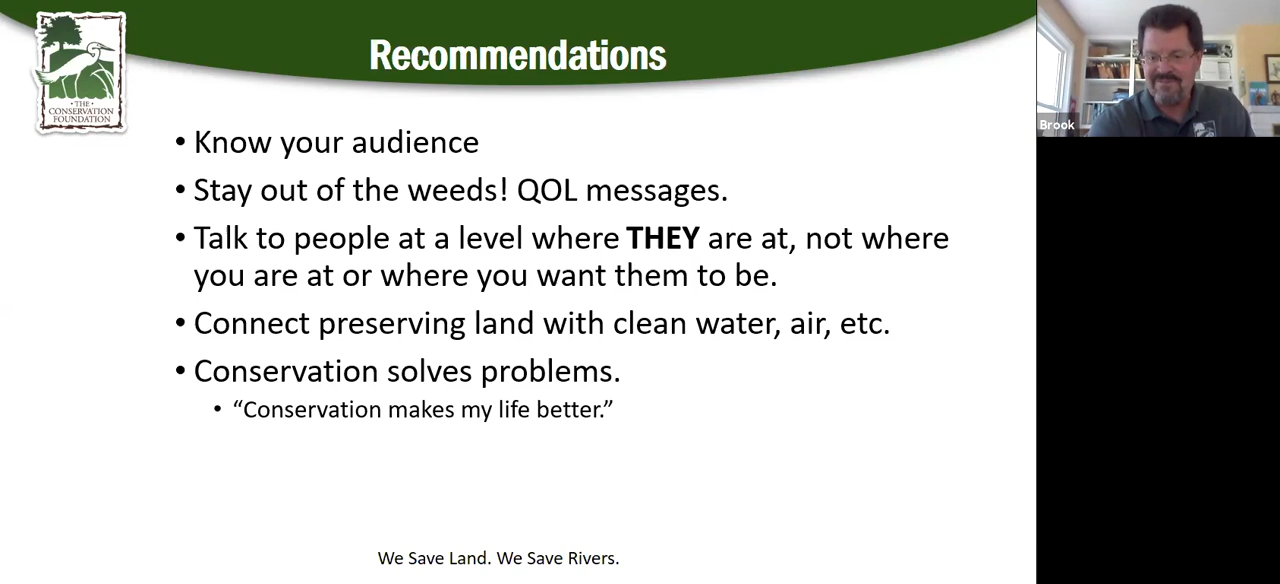 Recommendations
• THE •
CONSERVATION
FOUNDATION
Brook
• Know your audience
• Stay out of the weeds! QOL messages.
• Talk to people at a level where THEY are at, not where
you are at or where you want them to be.
• Connect preserving land with clean water, air, etc.
• Conservation solves problems.
• “Conservation makes my life better.”
We Save Land. We Save Rivers.